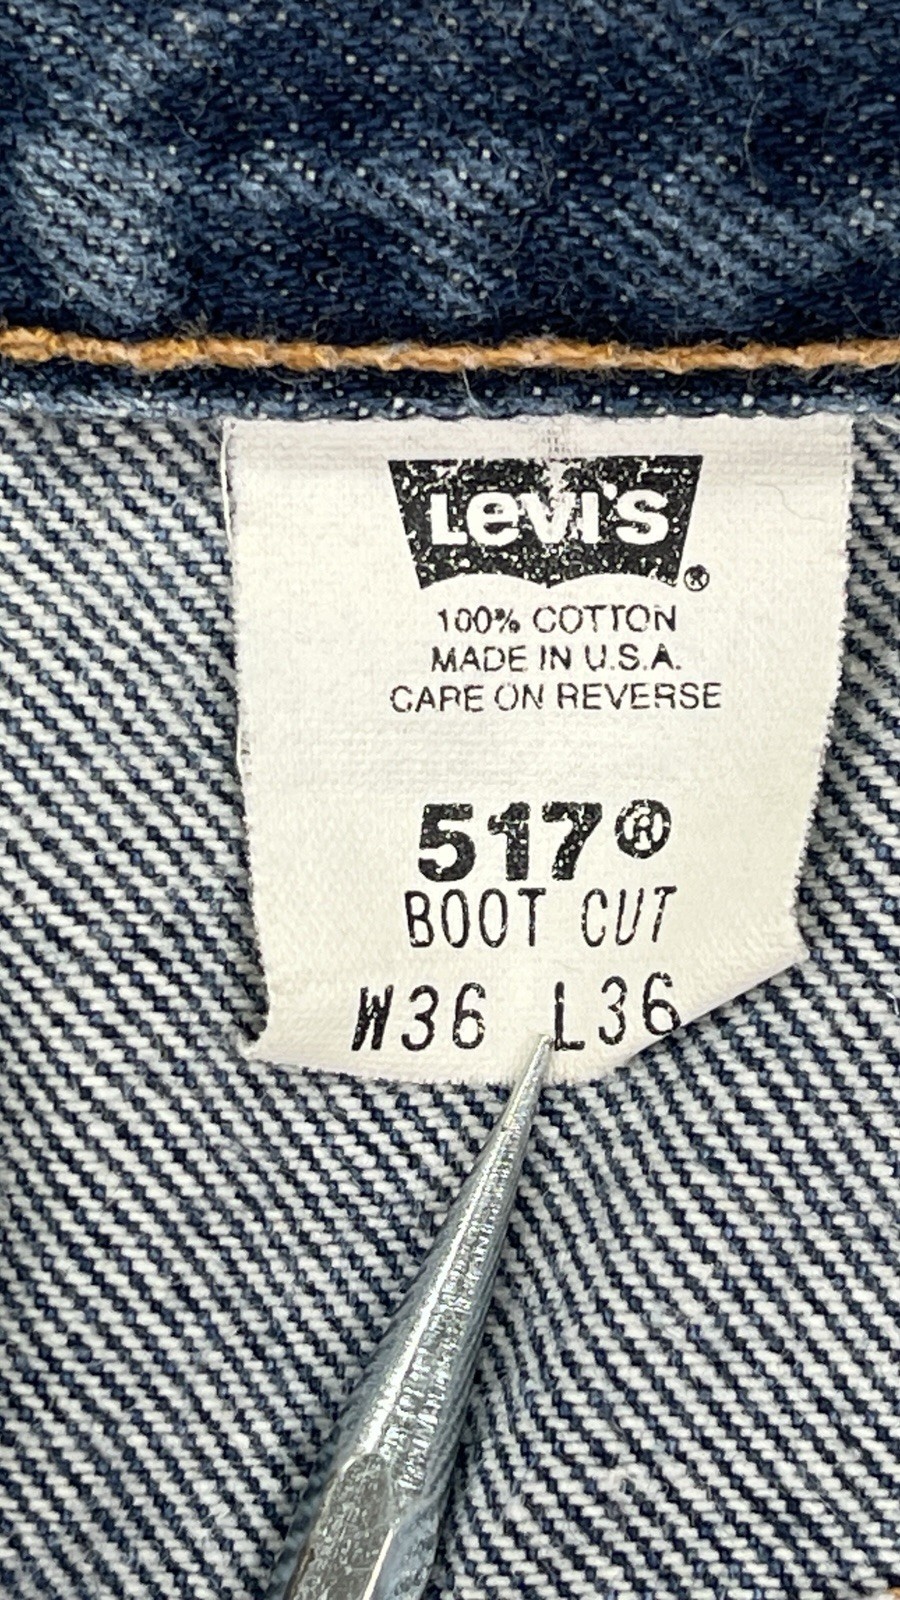 LEVI'S
®
100% COTTON
MADE IN U.S.A.
CARE ON REVERSE
517®
BOOT CUT
W36 L36